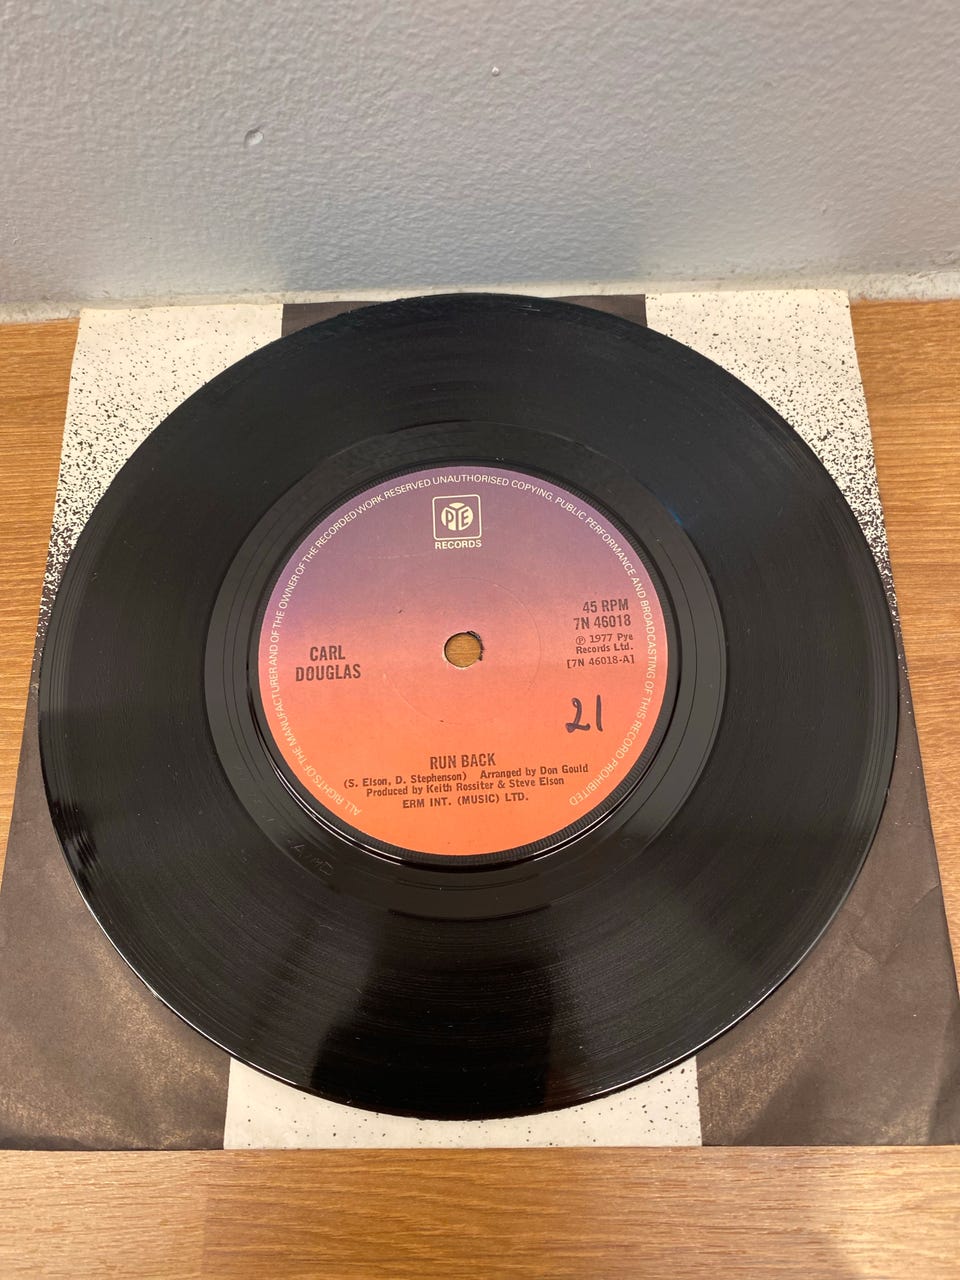 ALL RIGHTS OF THE MANUFACTURER AND OF THE OWNER OF THE RECORDED WORK RESERVED UNAUTHORISED COPYING, PUBLIC PERFORMANCE AND BROADCASTING OF THIS RECORD PROHIBITED
PYE
RECORDS
45 RPM
7N 46018
℗ 1977 Pye
Records Ltd.
[7N 46018-A]
CARL
DOUGLAS
21
RUN BACK
(S. Elson, D. Stephenson) Arranged by Don Gould
Produced by Keith Rossiter & Steve Elson
ERM INT. (MUSIC) LTD.